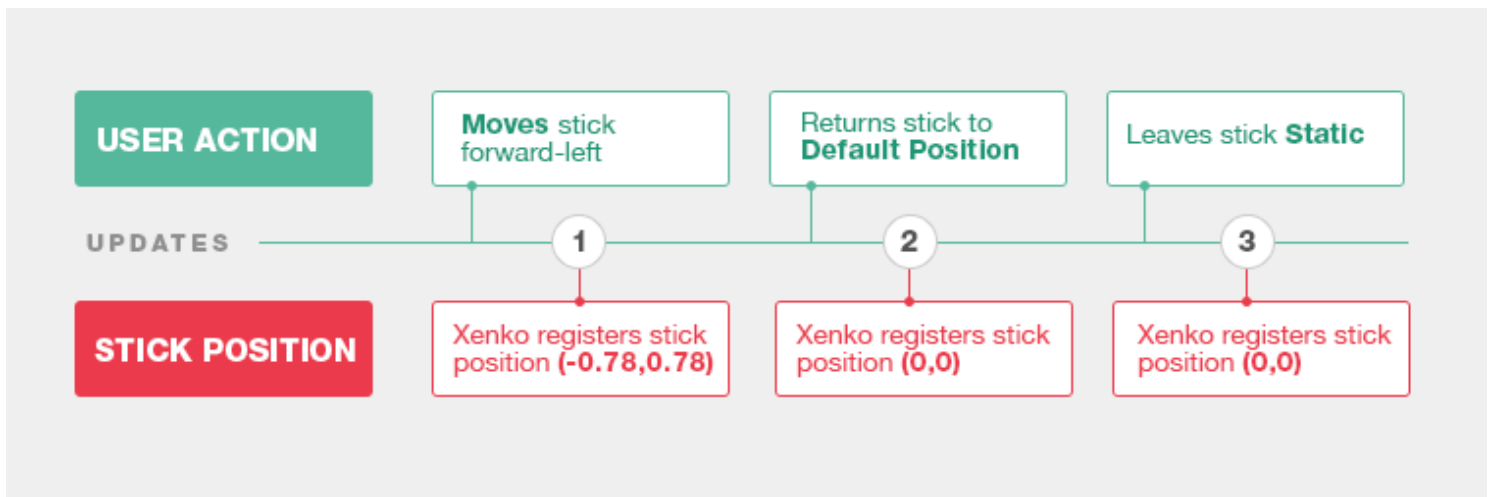 USER ACTION
Moves stick
forward-left
Returns stick to
Default Position
Leaves stick Static
UPDATES
1
2
3
STICK POSITION
Xenko registers stick
position (-0.78,0.78)
Xenko registers stick
position (0,0)
Xenko registers stick
position (0,0)